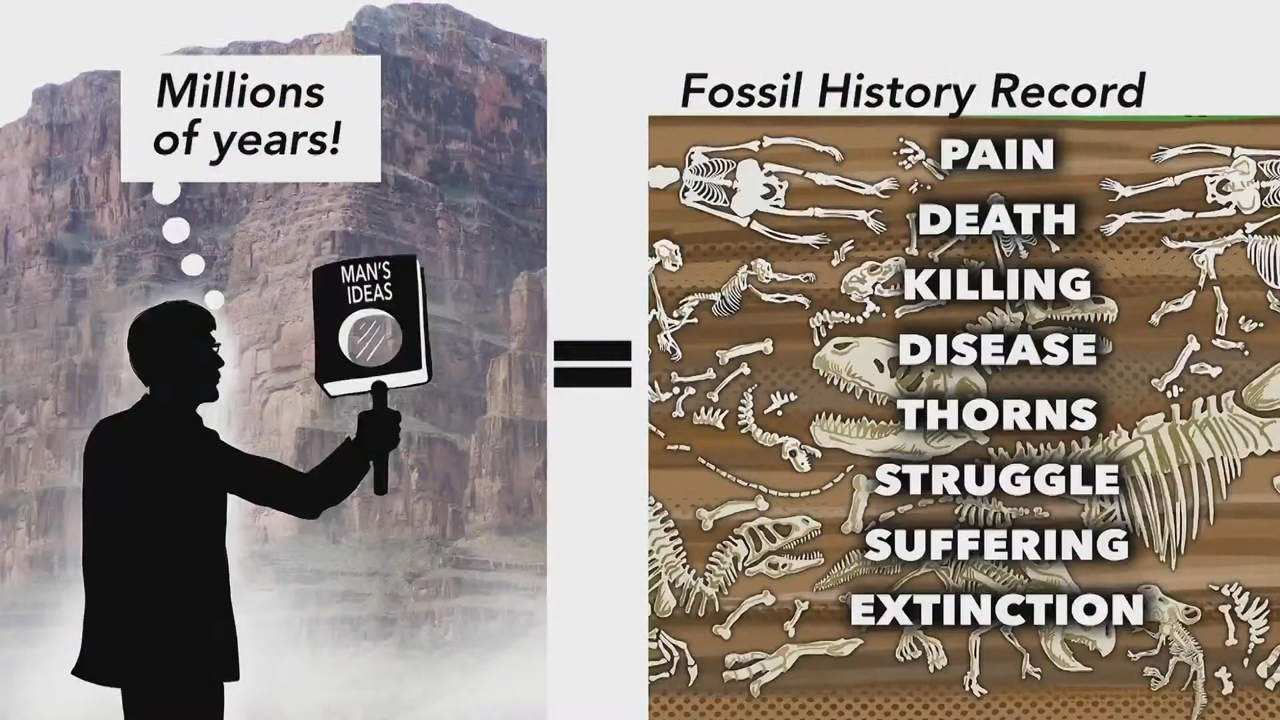 Millions
of years!
MAN'S
IDEAS
=
Fossil History Record
PAIN
DEATH
KILLING
DISEASE
THORNS
STRUGGLE
SUFFERING
EXTINCTION